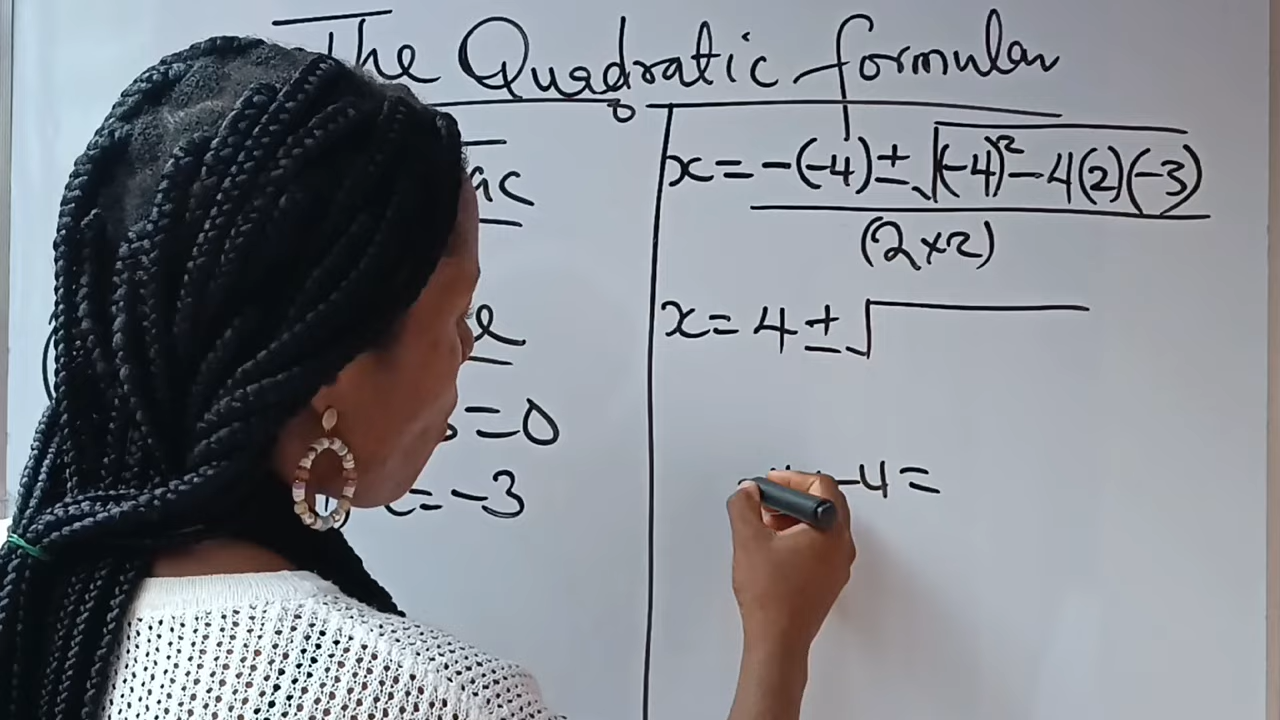 The Quadratic formular
ac
=0
c=-3
x= -(-4)±√(-4)²-4(2)(-3)
(2×2)
x= 4±√
-4=